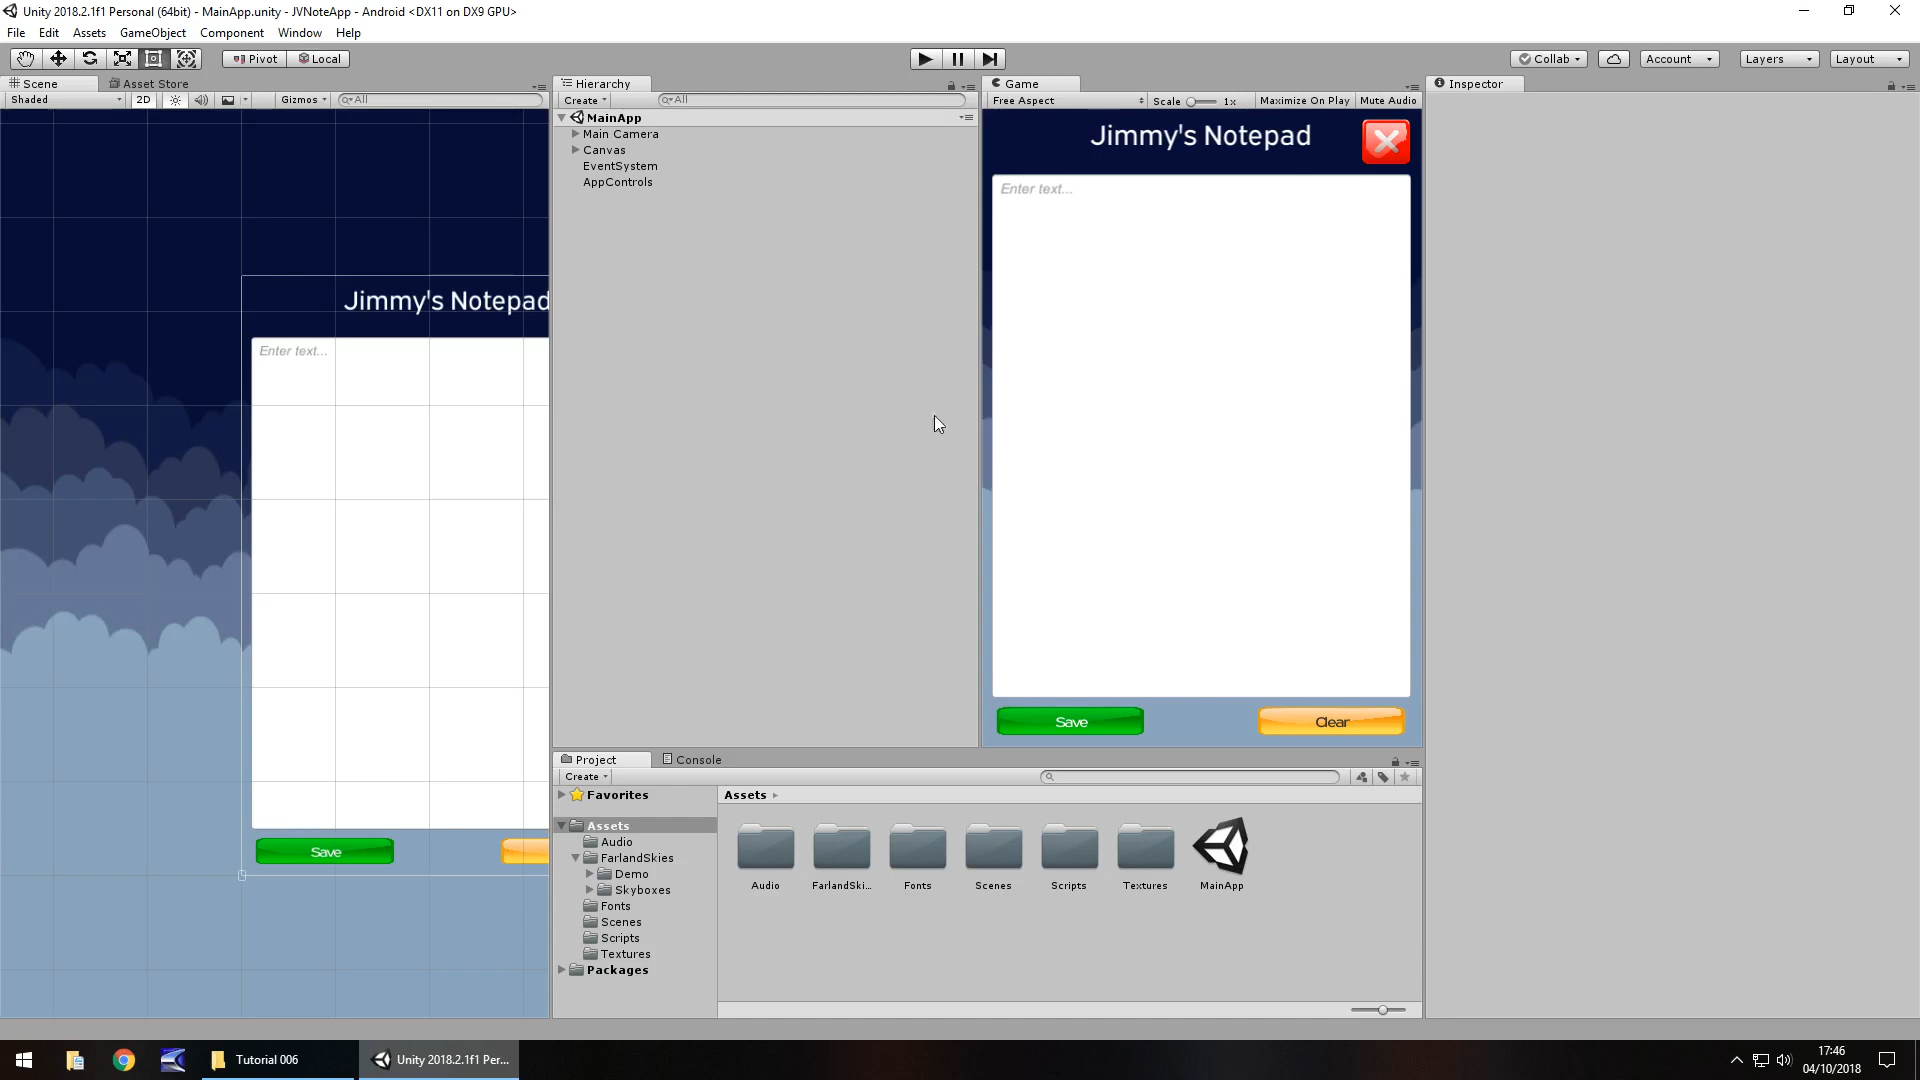 Unity 2018.2.1f1 Personal (64bit) - MainApp.unity - JVNoteApp - Android <DX11 on DX9 GPU>
File Edit Assets GameObject Component Window Help
Pivot Local Collab Account Layers Layout
Scene Asset Store
Shaded 2D Gizmos All
Jimmy's Notepad
Enter text...
Save
Hierarchy
Create All
MainApp
Main Camera
Canvas
EventSystem
AppControls
Game
Free Aspect Scale 1x Maximize On Play Mute Audio
Jimmy's Notepad
Enter text...
Save Clear
Inspector
Project Console
Create
Favorites
Assets
Audio
FarlandSkies
Demo
Skyboxes
Fonts
Scenes
Scripts
Textures
Packages
Assets
Audio FarlandSki... Fonts Scenes Scripts Textures MainApp
Tutorial 006 Unity 2018.2.1f1 Per...
17:46
04/10/2018